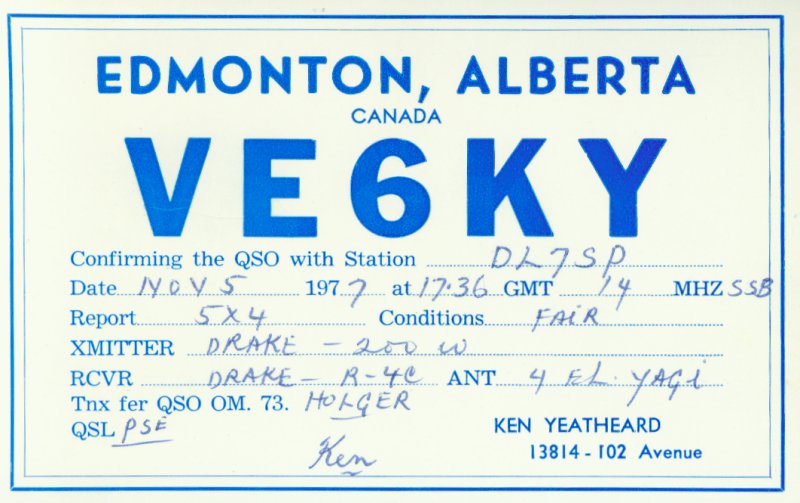 EDMONTON, ALBERTA
CANADA
VE6KY
Confirming the QSO with Station DL7SP
Date NOV 5 1977 at 17.36 GMT 14 MHZ SSB
Report 5X4 Conditions FAIR
XMITTER DRAKE - 200 W
RCVR DRAKE - R-4C ANT 4 EL. YAGI
Tnx fer QSO OM. 73. HOLGER
QSL PSE
Ken
KEN YEATHEARD
13814 - 102 Avenue